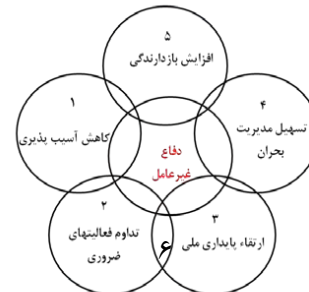 ۵
افزایش بازدارندگی
۱
کاهش آسیب پذیری
۴
تسهیل مدیریت
بحران
دفاع
غیرعامل
۲
تداوم فعالیتهای
ضروری
۳
ارتقاء پایداری ملی
۶